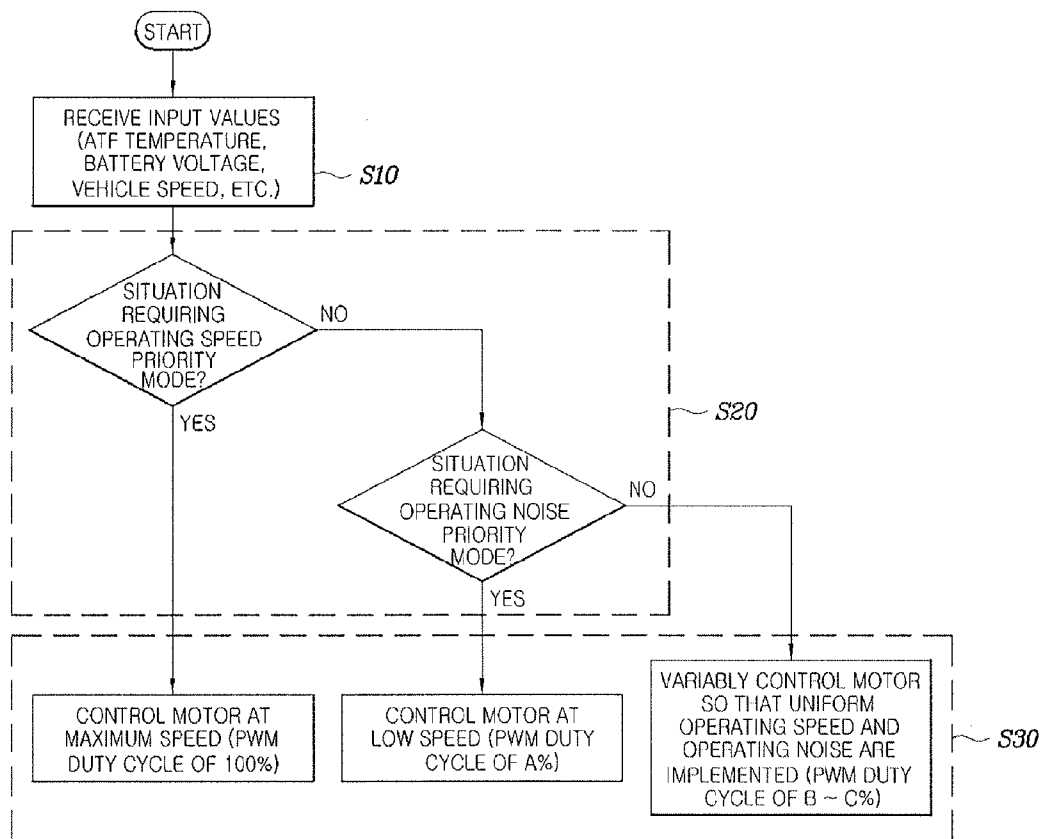 START
RECEIVE INPUT VALUES
(ATF TEMPERATURE,
BATTERY VOLTAGE,
VEHICLE SPEED, ETC.)
S10
SITUATION
REQUIRING
OPERATING SPEED
PRIORITY
MODE?
NO
YES
S20
SITUATION
REQUIRING
OPERATING NOISE
PRIORITY
MODE?
NO
YES
CONTROL MOTOR AT
MAXIMUM SPEED (PWM
DUTY CYCLE OF 100%)
CONTROL MOTOR AT
LOW SPEED (PWM DUTY
CYCLE OF A%)
VARIABLY CONTROL MOTOR
SO THAT UNIFORM
OPERATING SPEED AND
OPERATING NOISE ARE
IMPLEMENTED (PWM DUTY
CYCLE OF B ~ C%)
S30